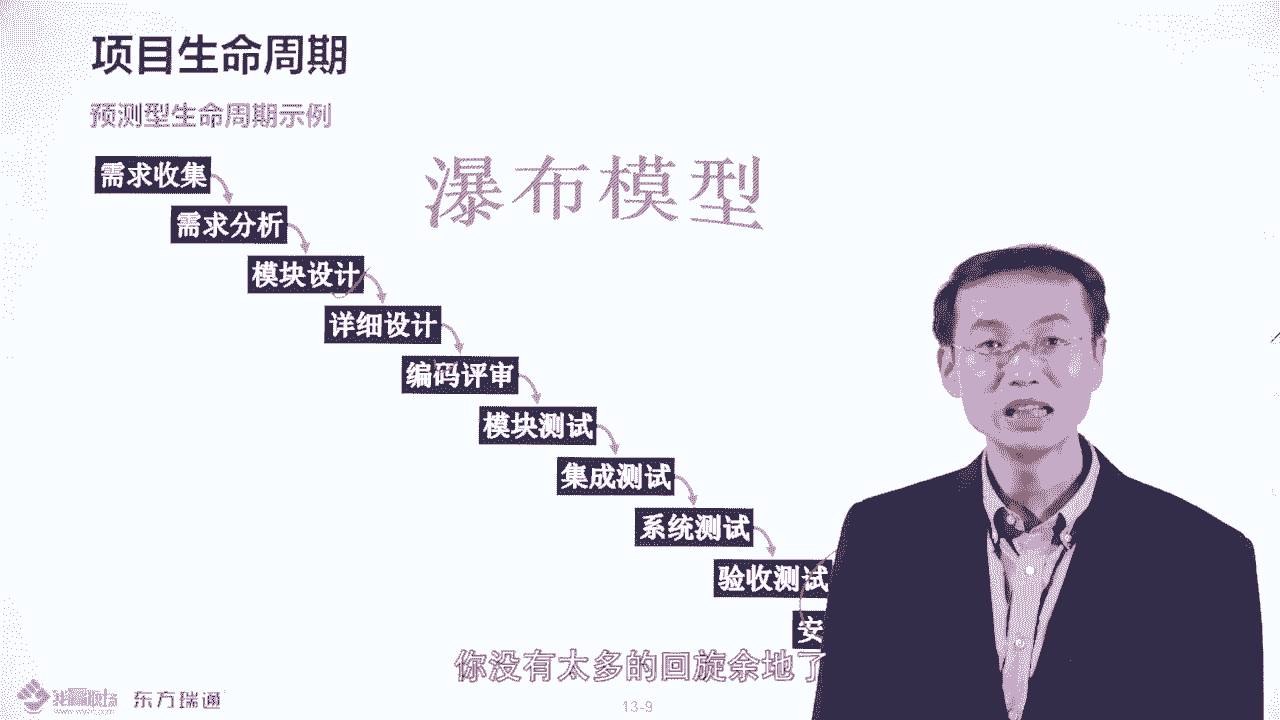 项目生命周期
预测型生命周期示例
瀑布模型
需求收集
需求分析
模块设计
详细设计
编码评审
模块测试
集成测试
系统测试
验收测试
安
你没有太多的回旋余地了
东方瑞通
13-9